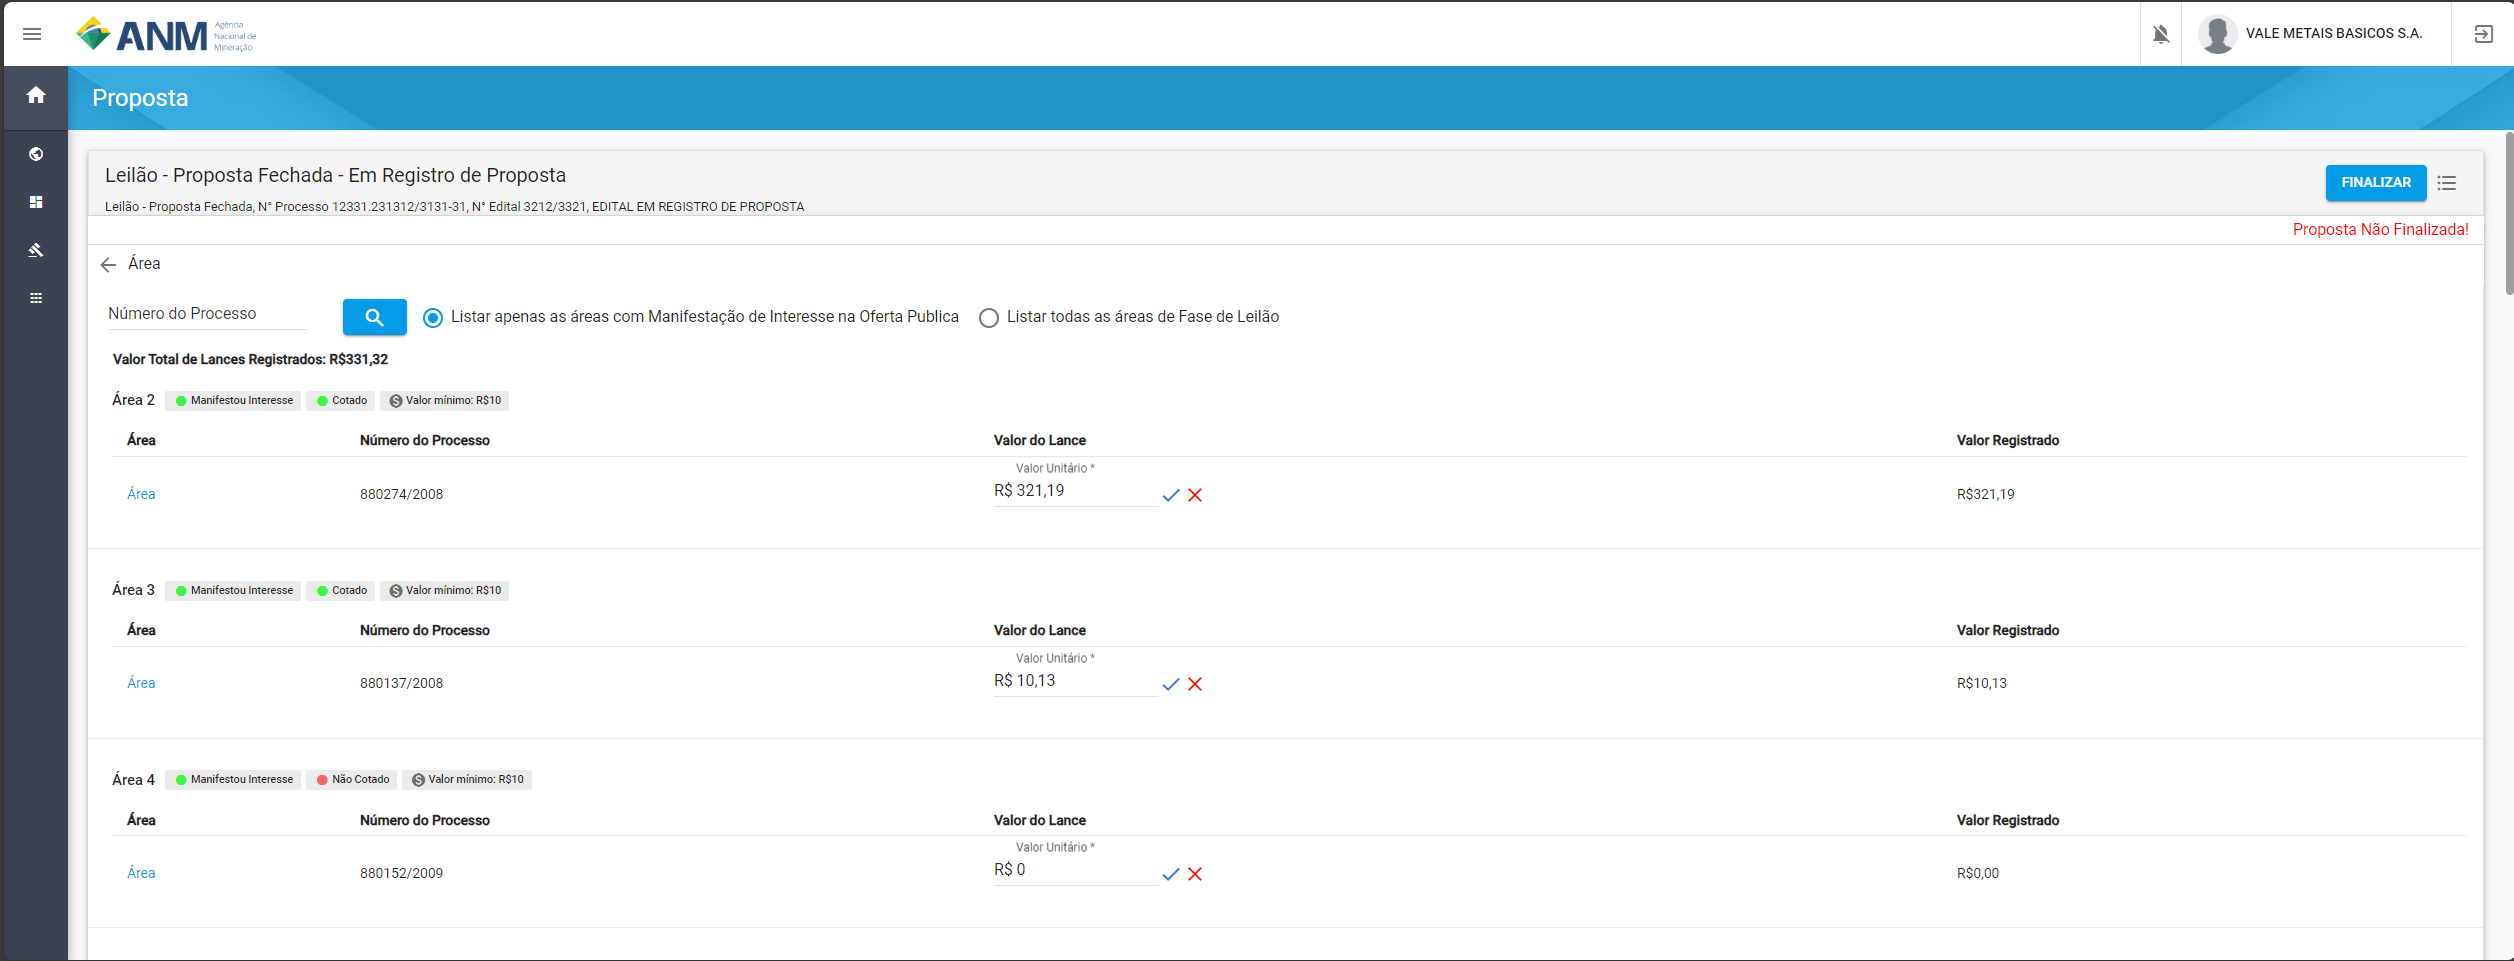 ANM
Agência
Nacional de
Mineração
VALE METAIS BASICOS S.A.
Proposta
Leilão - Proposta Fechada - Em Registro de Proposta
Leilão - Proposta Fechada, N° Processo 12331.231312/3131-31, N° Edital 3212/3321, EDITAL EM REGISTRO DE PROPOSTA
FINALIZAR
Proposta Não Finalizada!
Área
Número do Processo
Listar apenas as áreas com Manifestação de Interesse na Oferta Publica
Listar todas as áreas de Fase de Leilão
Valor Total de Lances Registrados: R$331,32
Área 2 Manifestou Interesse Cotado Valor mínimo: R$10
Área Número do Processo Valor do Lance Valor Registrado
Valor Unitário *
Área 880274/2008 R$ 321,19 R$321,19
Área 3 Manifestou Interesse Cotado Valor mínimo: R$10
Área Número do Processo Valor do Lance Valor Registrado
Valor Unitário *
Área 880137/2008 R$ 10,13 R$10,13
Área 4 Manifestou Interesse Não Cotado Valor mínimo: R$10
Área Número do Processo Valor do Lance Valor Registrado
Valor Unitário *
Área 880152/2009 R$ 0 R$0,00